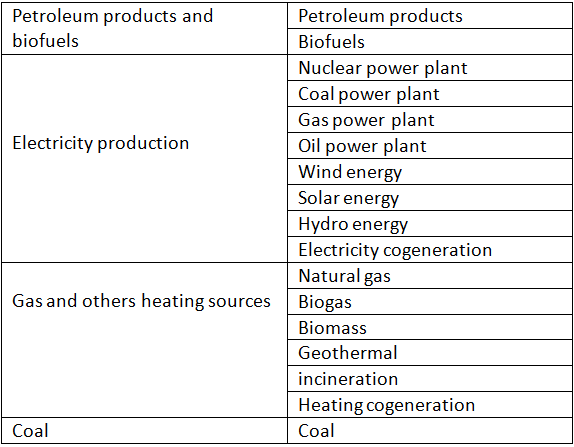 Petroleum products and
biofuels
Petroleum products
Biofuels
Electricity production
Nuclear power plant
Coal power plant
Gas power plant
Oil power plant
Wind energy
Solar energy
Hydro energy
Electricity cogeneration
Gas and others heating sources
Natural gas
Biogas
Biomass
Geothermal
incineration
Heating cogeneration
Coal
Coal